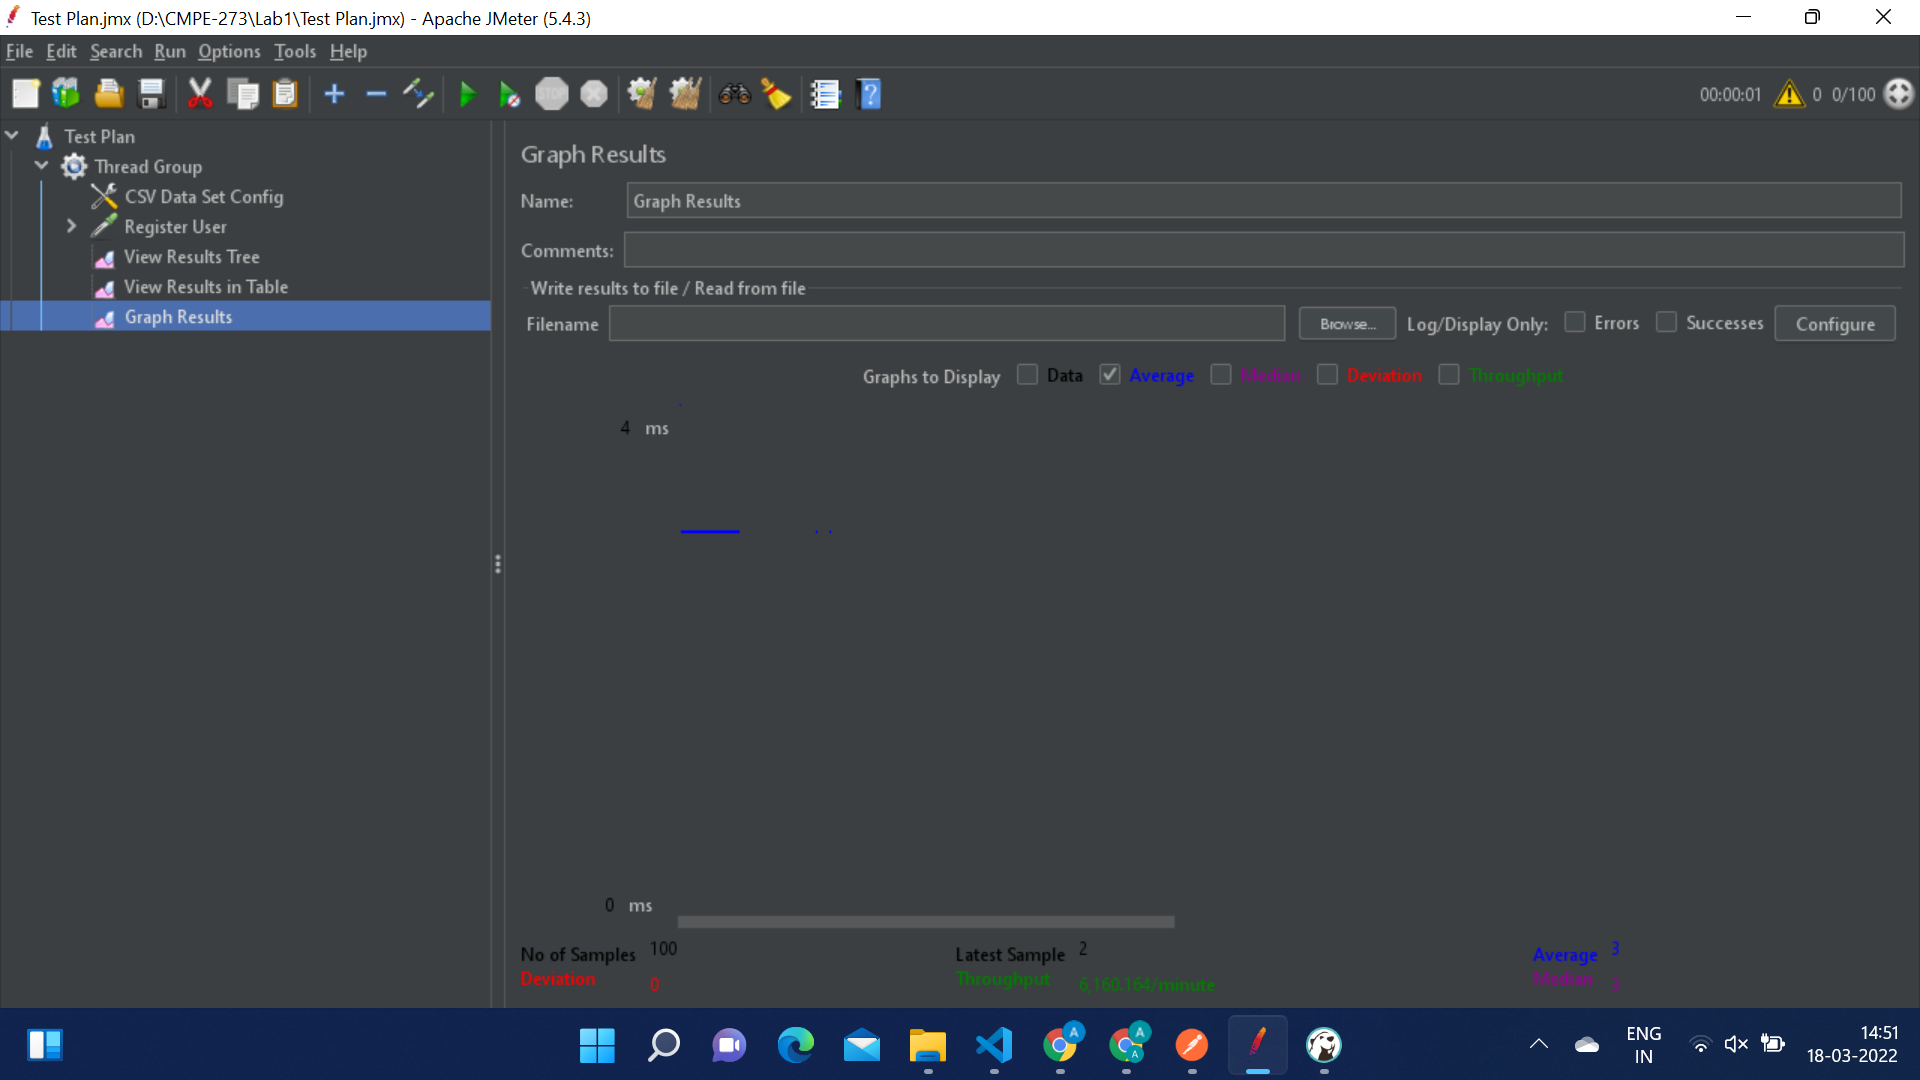 Test Plan.jmx (D:\CMPE-273\Lab1\Test Plan.jmx) - Apache JMeter (5.4.3)
File Edit Search Run Options Tools Help
STOP
00:00:01 0 0/100
Test Plan
Thread Group
CSV Data Set Config
Register User
View Results Tree
View Results in Table
Graph Results
Graph Results
Name: Graph Results
Comments:
Write results to file / Read from file
Filename Browse... Log/Display Only: Errors Successes Configure
Graphs to Display Data Average Median Deviation Throughput
4 ms
0 ms
No of Samples 100 Latest Sample 2 Average 3
Deviation 0 Throughput 6,160.164/minute Median 3
A A A
ENG
IN
14:51
18-03-2022